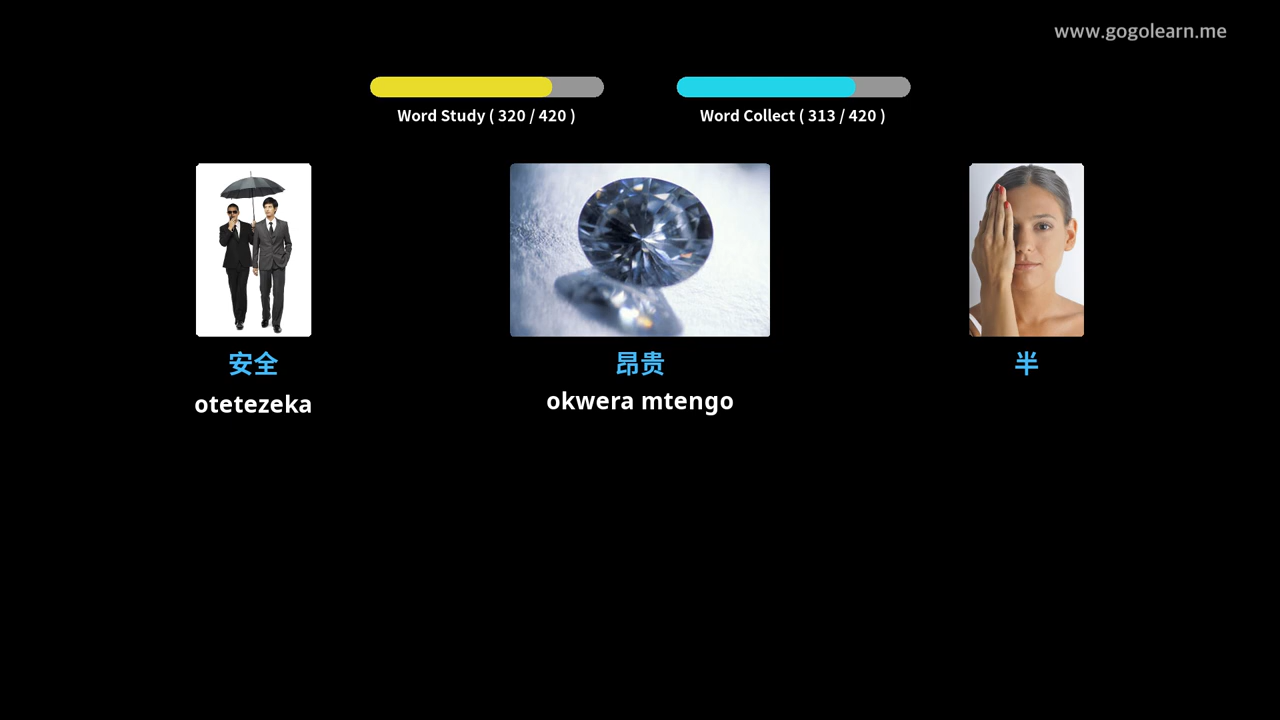 www.gogolearn.me
Word Study ( 320 / 420 )
Word Collect ( 313 / 420 )
安全
昂贵
半
otetezeka
okwera mtengo